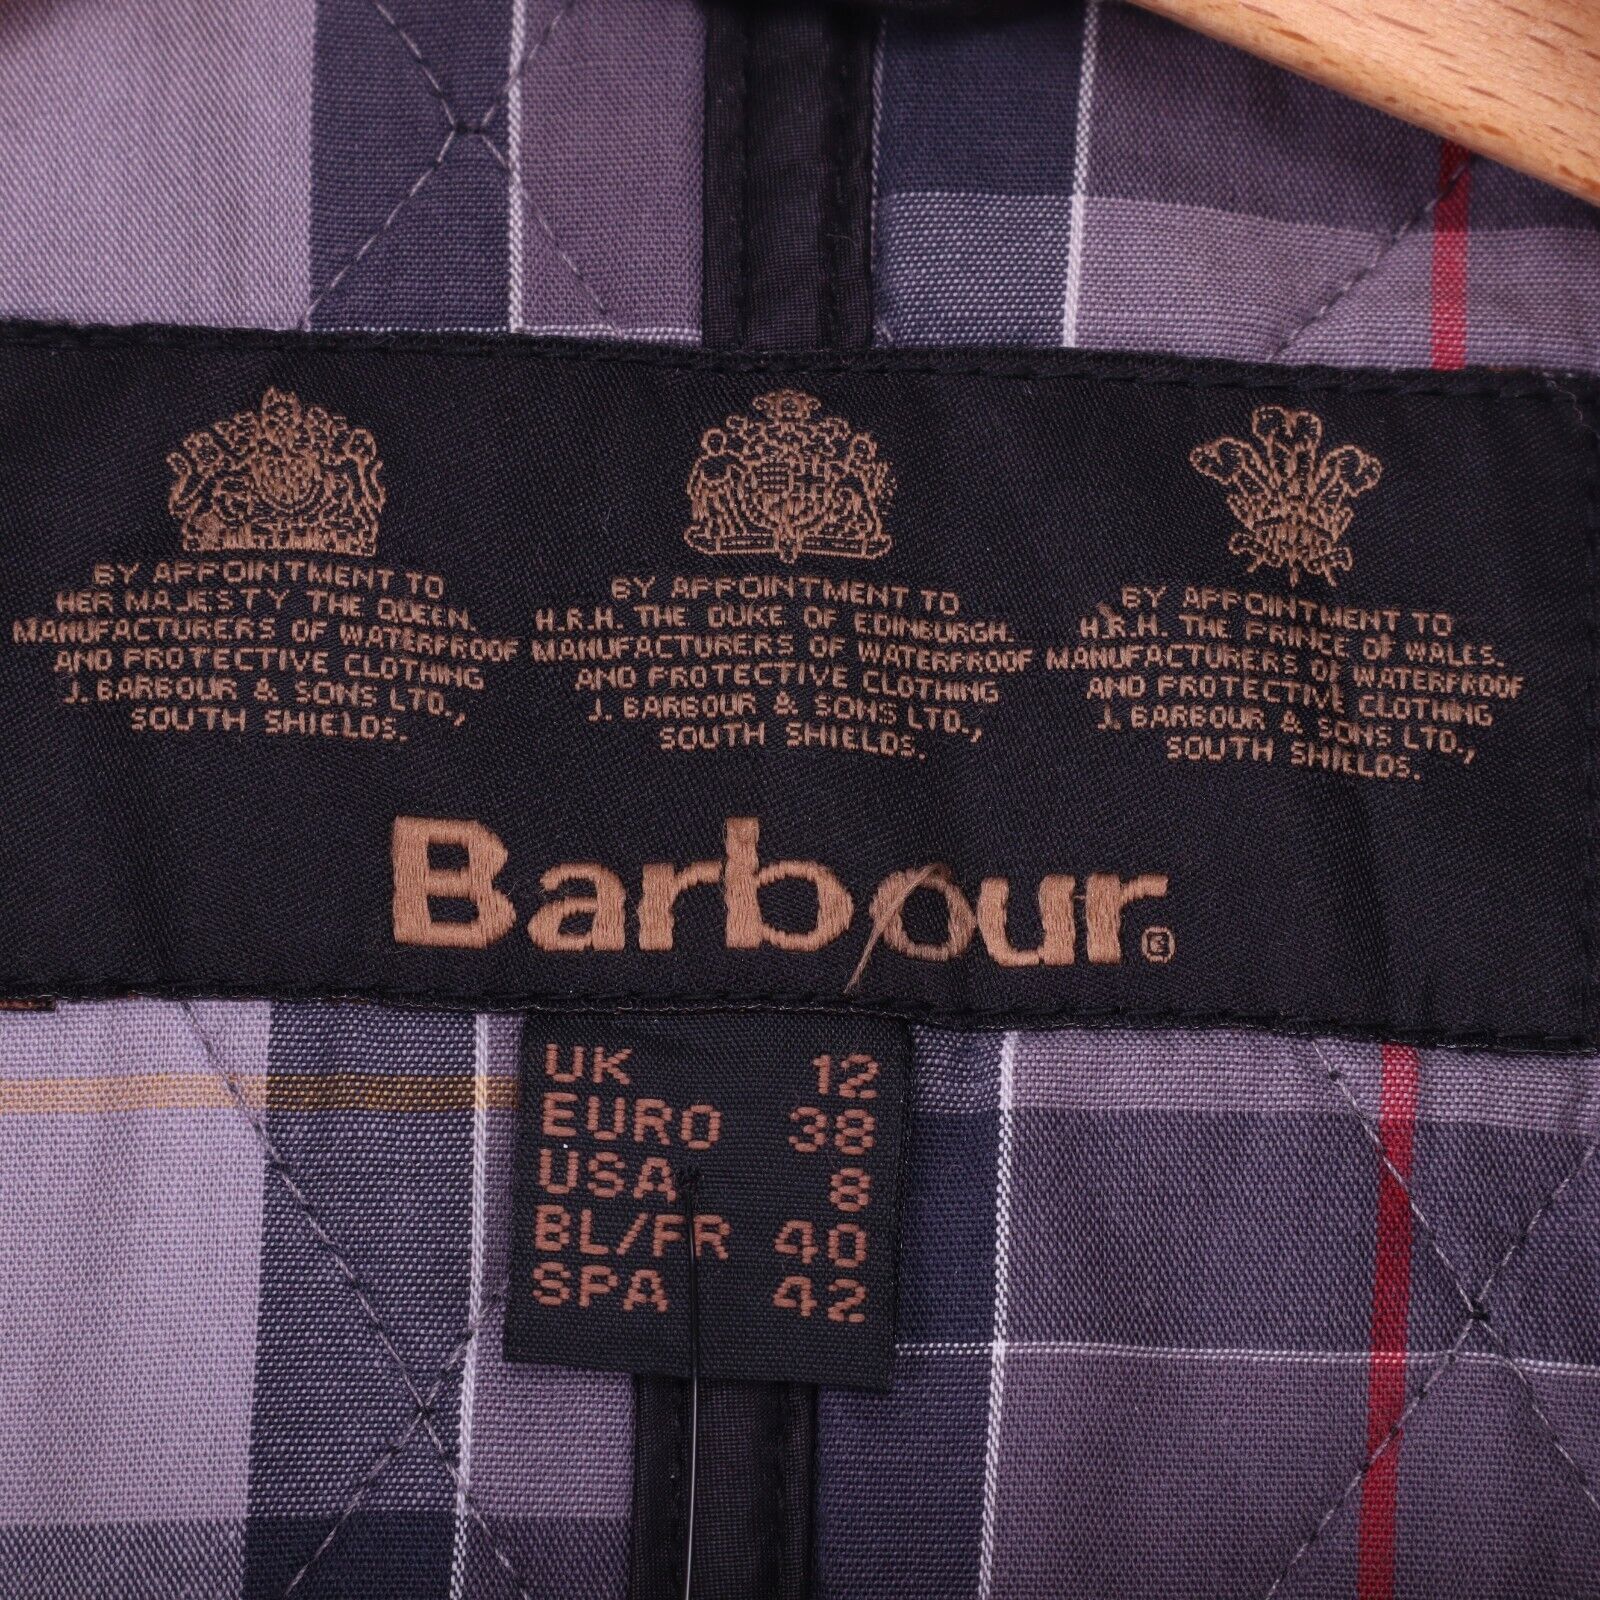 BY APPOINTMENT TO
HER MAJESTY THE QUEEN.
MANUFACTURERS OF WATERPROOF
AND PROTECTIVE CLOTHING
J. BARBOUR & SONS LTD.,
SOUTH SHIELDS.
BY APPOINTMENT TO
H.R.H. THE DUKE OF EDINBURGH.
MANUFACTURERS OF WATERPROOF
AND PROTECTIVE CLOTHING
J. BARBOUR & SONS LTD.,
SOUTH SHIELDS.
BY APPOINTMENT TO
H.R.H. THE PRINCE OF WALES.
MANUFACTURERS OF WATERPROOF
AND PROTECTIVE CLOTHING
J. BARBOUR & SONS LTD.,
SOUTH SHIELDS.
Barbour®
UK 12
EURO 38
USA 8
BL/FR 40
SPA 42